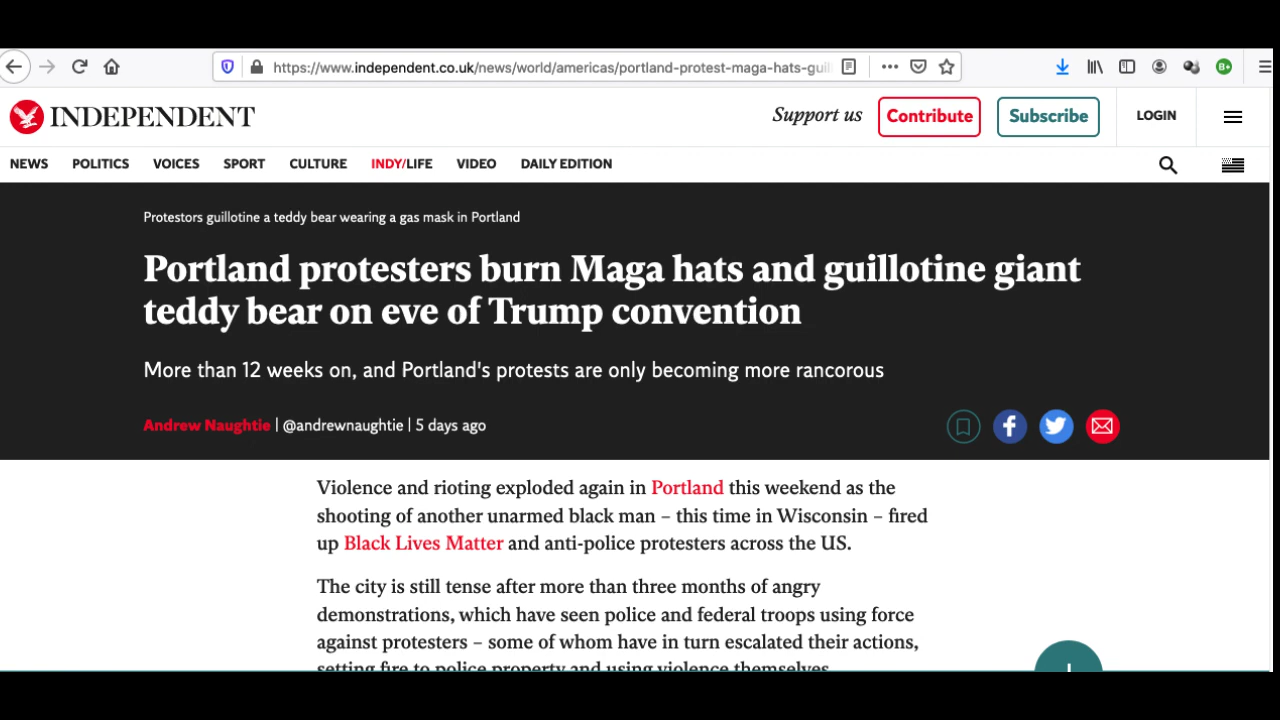 https://www.independent.co.uk/news/world/americas/portland-protest-maga-hats-gui
B+
INDEPENDENT
Support us
Contribute
Subscribe
LOGIN
NEWS
POLITICS
VOICES
SPORT
CULTURE
INDY/LIFE
VIDEO
DAILY EDITION
Protestors guillotine a teddy bear wearing a gas mask in Portland
Portland protesters burn Maga hats and guillotine giant
teddy bear on eve of Trump convention
More than 12 weeks on, and Portland's protests are only becoming more rancorous
Andrew Naughtie | @andrewnaughtie | 5 days ago
Violence and rioting exploded again in Portland this weekend as the
shooting of another unarmed black man – this time in Wisconsin – fired
up Black Lives Matter and anti-police protesters across the US.
The city is still tense after more than three months of angry
demonstrations, which have seen police and federal troops using force
against protesters – some of whom have in turn escalated their actions,
setting fire to police property and using violence themselves.